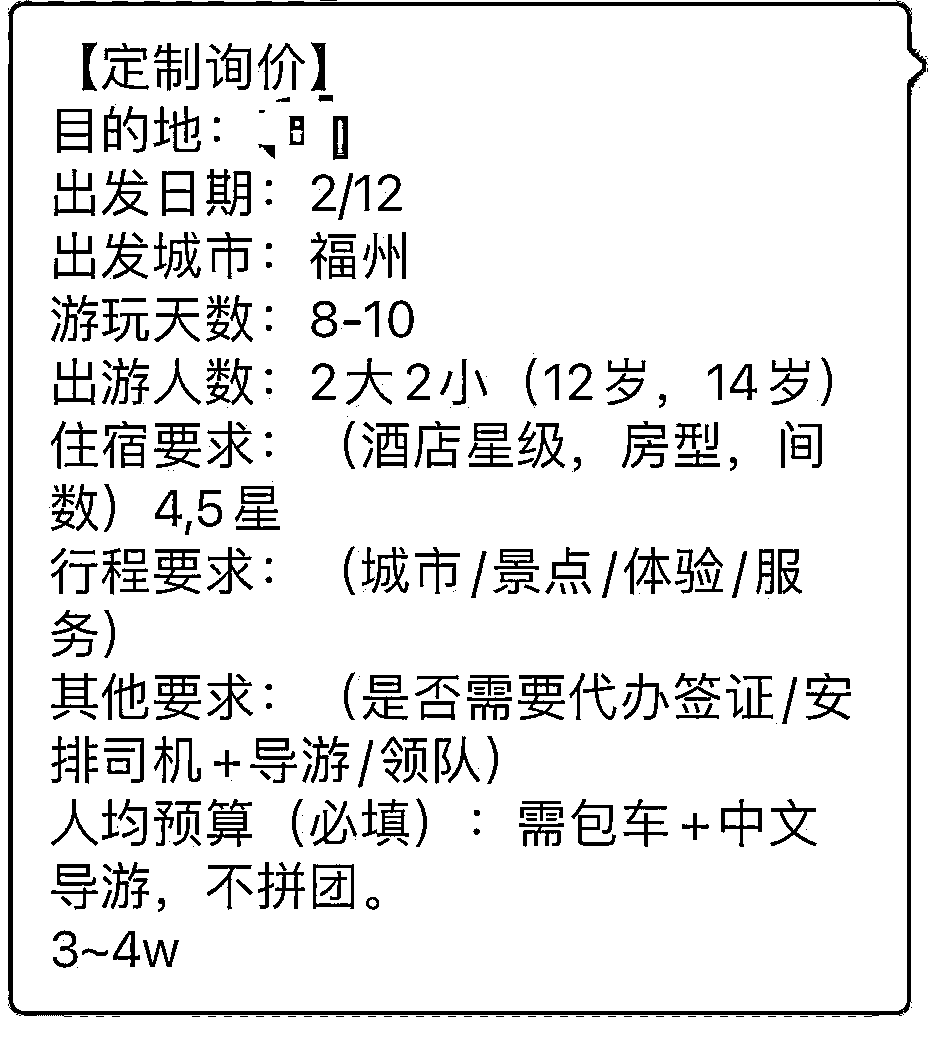 【定制询价】
目的地：
出发日期：2/12
出发城市：福州
游玩天数：8-10
出游人数：2大2小（12岁，14岁）
住宿要求：（酒店星级，房型，间
数）4,5星
行程要求：（城市/景点/体验/服
务）
其他要求：（是否需要代办签证/安
排司机+导游/领队）
人均预算（必填）：需包车+中文
导游，不拼团。
3~4w